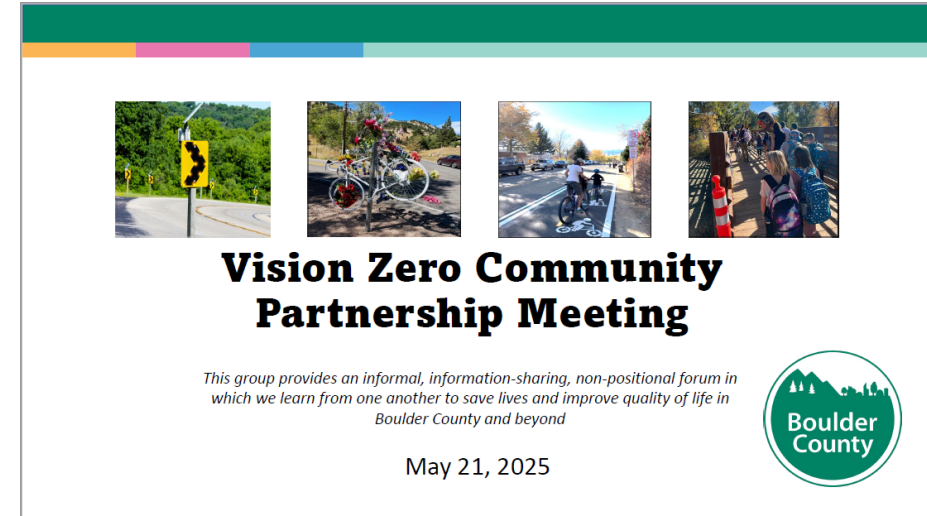 Vision Zero Community
Partnership Meeting
This group provides an informal, information-sharing, non-positional forum in
which we learn from one another to save lives and improve quality of life in
Boulder County and beyond
May 21, 2025
Boulder
County